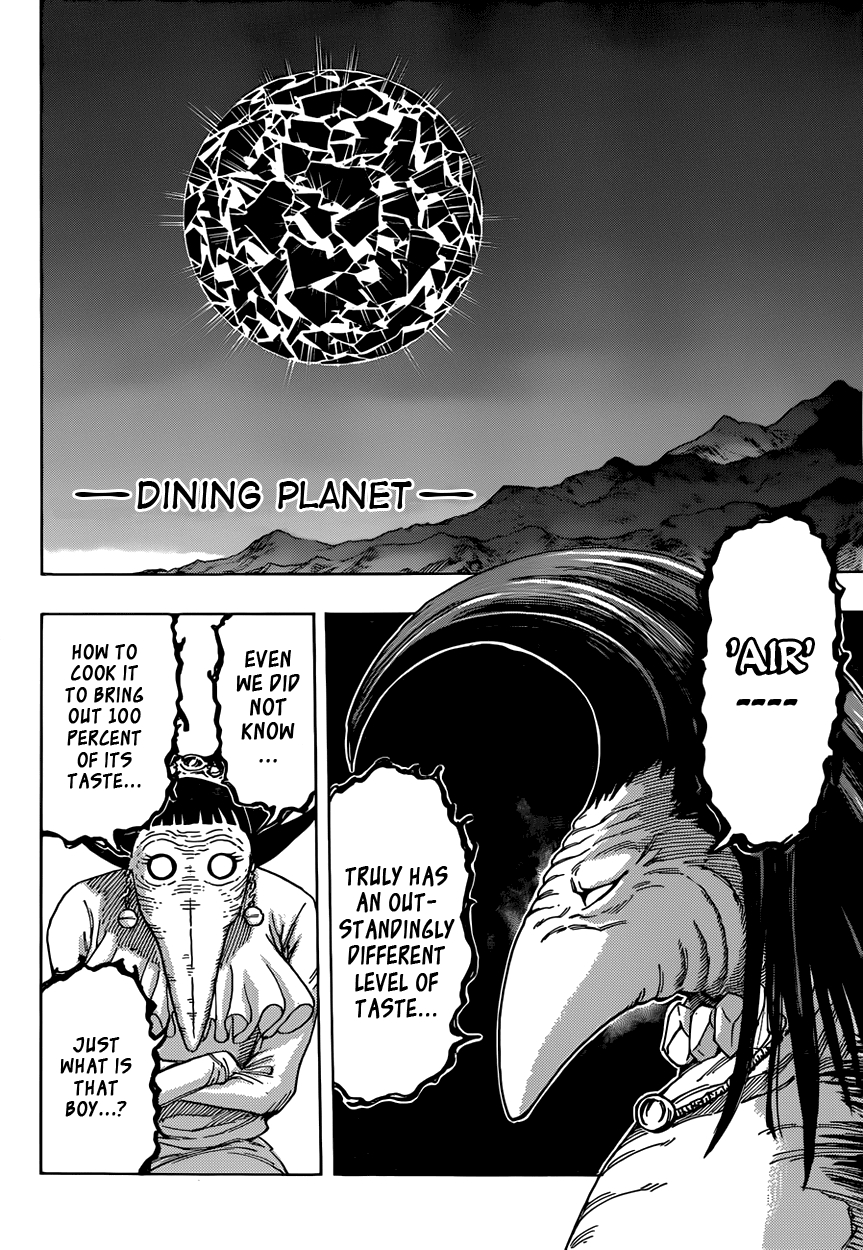 — DINING PLANET —
'AIR'
----
TRULY HAS
AN OUT-
STANDINGLY
DIFFERENT
LEVEL OF
TASTE...
EVEN
WE DID
NOT
KNOW
...
HOW TO
COOK IT
TO BRING
OUT 100
PERCENT
OF ITS
TASTE...
JUST
WHAT IS
THAT
BOY...?